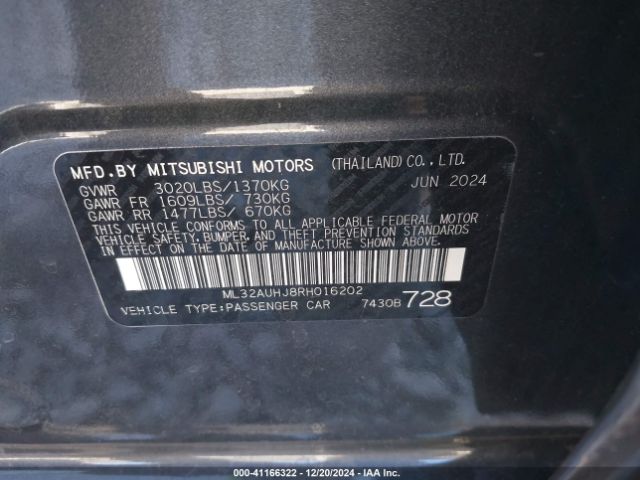 MFD.BY MITSUBISHI MOTORS (THAILAND)CO.,LTD.
GVWR 3020LBS/1370KG JUN 2024
GAWR FR 1609LBS/ 730KG
GAWR RR 1477LBS/ 670KG
THIS VEHICLE CONFORMS TO ALL APPLICABLE FEDERAL MOTOR
VEHICLE SAFETY, BUMPER, AND THEFT PREVENTION STANDARDS
IN EFFECT ON THE DATE OF MANUFACTURE SHOWN ABOVE.
ML32AUHJ8RH016202
VEHICLE TYPE:PASSENGER CAR 7430B 728
000-41166322 - 12/20/2024 - IAA Inc.